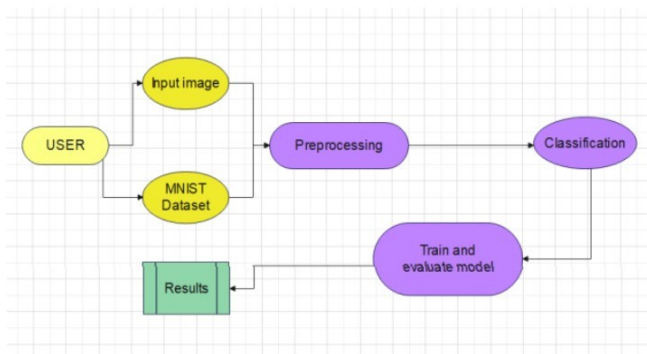 Input image
USER
MNIST
Dataset
Preprocessing
Classification
Train and
evaluate model
Results